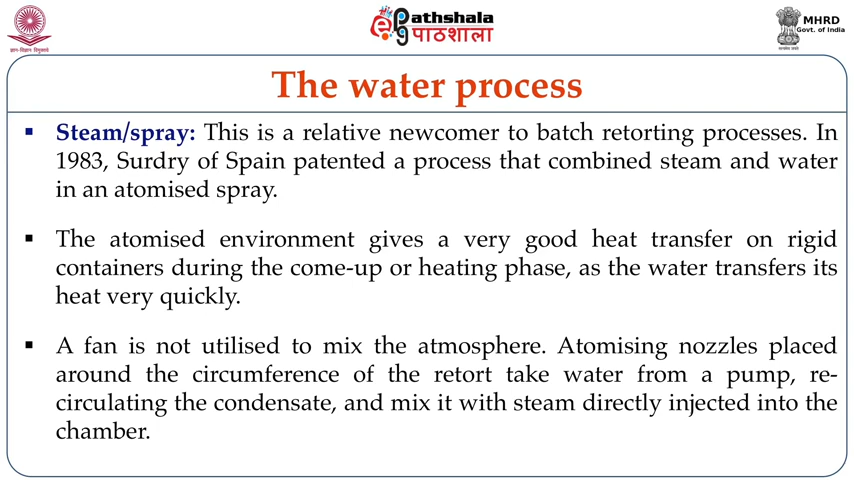 ePathshala
पाठशाला
MHRD
Govt. of India
ज्ञान-विज्ञान विमुक्तये
सत्यमेव जयते
The water process
▪ Steam/spray: This is a relative newcomer to batch retorting processes. In
1983, Surdry of Spain patented a process that combined steam and water
in an atomised spray.
▪ The atomised environment gives a very good heat transfer on rigid
containers during the come-up or heating phase, as the water transfers its
heat very quickly.
▪ A fan is not utilised to mix the atmosphere. Atomising nozzles placed
around the circumference of the retort take water from a pump, re-
circulating the condensate, and mix it with steam directly injected into the
chamber.